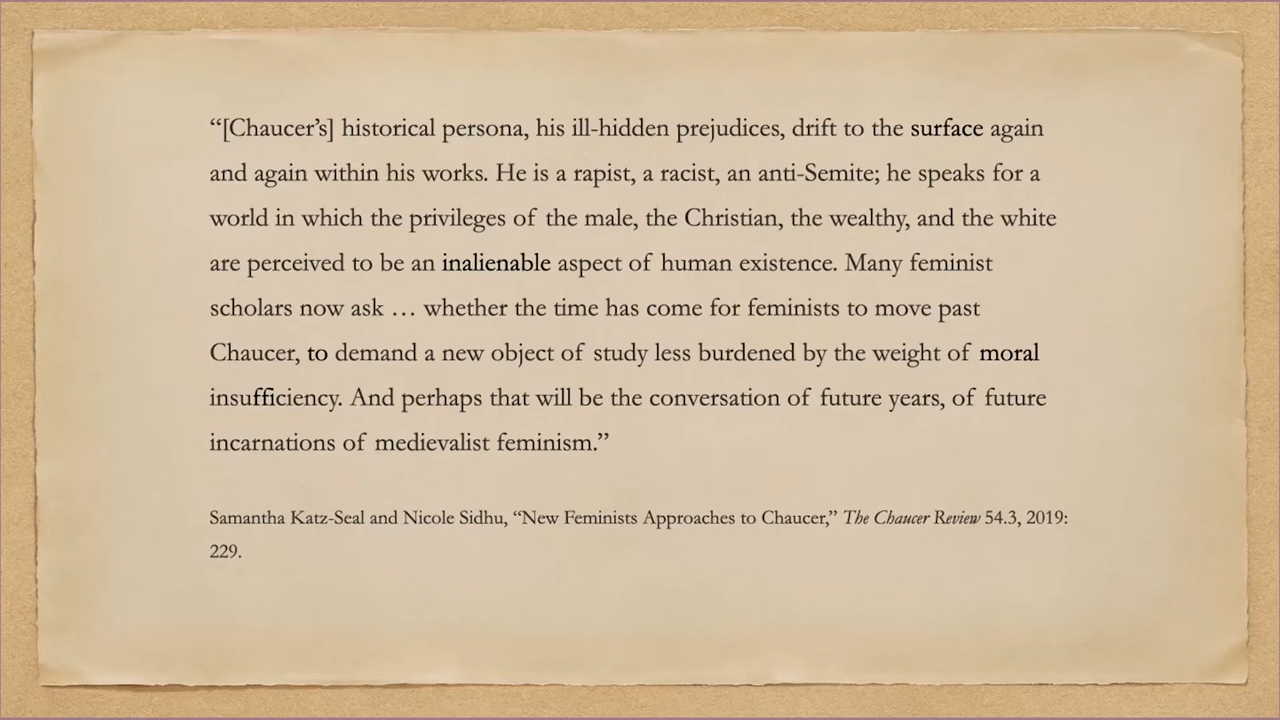 “[Chaucer’s] historical persona, his ill-hidden prejudices, drift to the surface again
and again within his works. He is a rapist, a racist, an anti-Semite; he speaks for a
world in which the privileges of the male, the Christian, the wealthy, and the white
are perceived to be an inalienable aspect of human existence. Many feminist
scholars now ask … whether the time has come for feminists to move past
Chaucer, to demand a new object of study less burdened by the weight of moral
insufficiency. And perhaps that will be the conversation of future years, of future
incarnations of medievalist feminism.”
Samantha Katz-Seal and Nicole Sidhu, “New Feminists Approaches to Chaucer,” The Chaucer Review 54.3, 2019:
229.